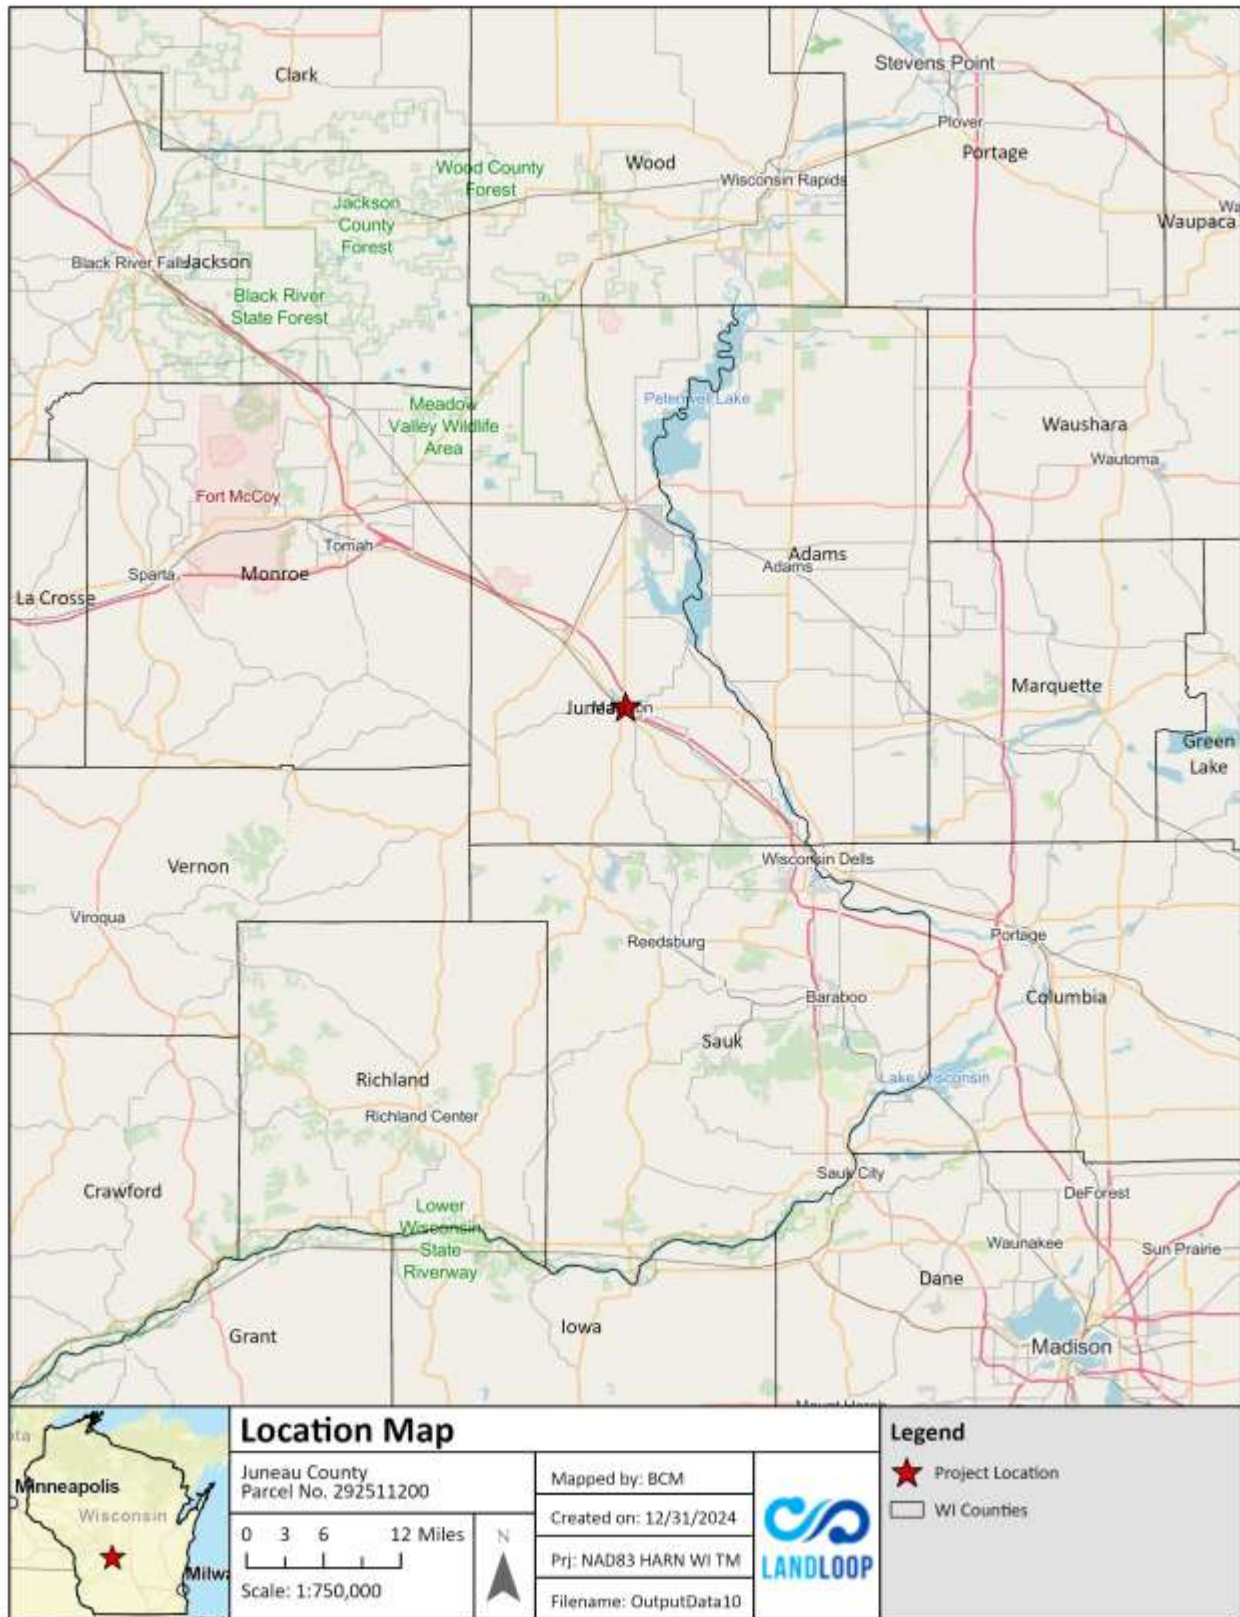 Clark
Stevens Point
Plover
Portage
Wood
Wood County
Forest
Wisconsin Rapids
Jackson
County
Forest
Waupaca
Black River Falls
Jackson
Black River
State Forest
Petenwell Lake
Meadow
Valley Wildlife
Area
Waushara
Wautoma
Fort McCoy
Tomah
Adams
Adams
Sparta
Monroe
La Crosse
Marquette
Green
Lake
Vernon
Wisconsin Dells
Viroqua
Reedsburg
Portage
Baraboo
Columbia
Sauk
Richland
Lake Wisconsin
Richland Center
Sauk City
Crawford
DeForest
Lower
Wisconsin
State
Riverway
Waunakee
Sun Prairie
Dane
Grant
Iowa
Madison
Minneapolis
Wisconsin
Milw
Location Map
Juneau County
Parcel No. 292511200
0 3 6 12 Miles
Scale: 1:750,000
N
Mapped by: BCM
Created on: 12/31/2024
Prj: NAD83 HARN WI TM
Filename: OutputData10
LANDLOOP
Legend
Project Location
WI Counties